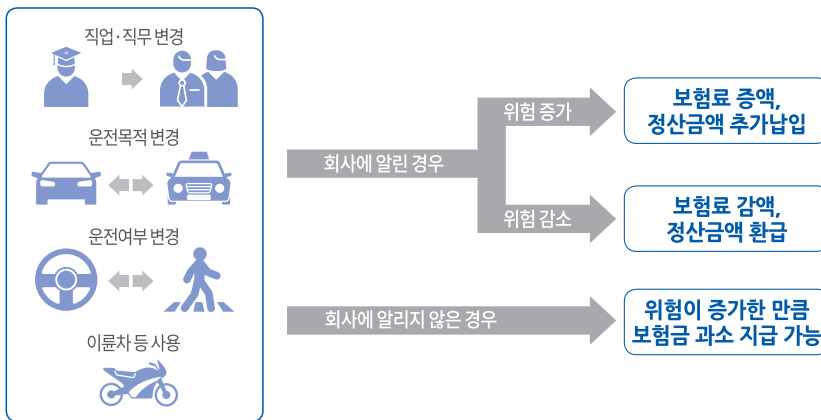 직업·직무 변경
운전목적 변경
운전여부 변경
이륜차 등 사용
회사에 알린 경우
위험 증가
보험료 증액,
정산금액 추가납입
위험 감소
보험료 감액,
정산금액 환급
회사에 알리지 않은 경우
위험이 증가한 만큼
보험금 과소 지급 가능